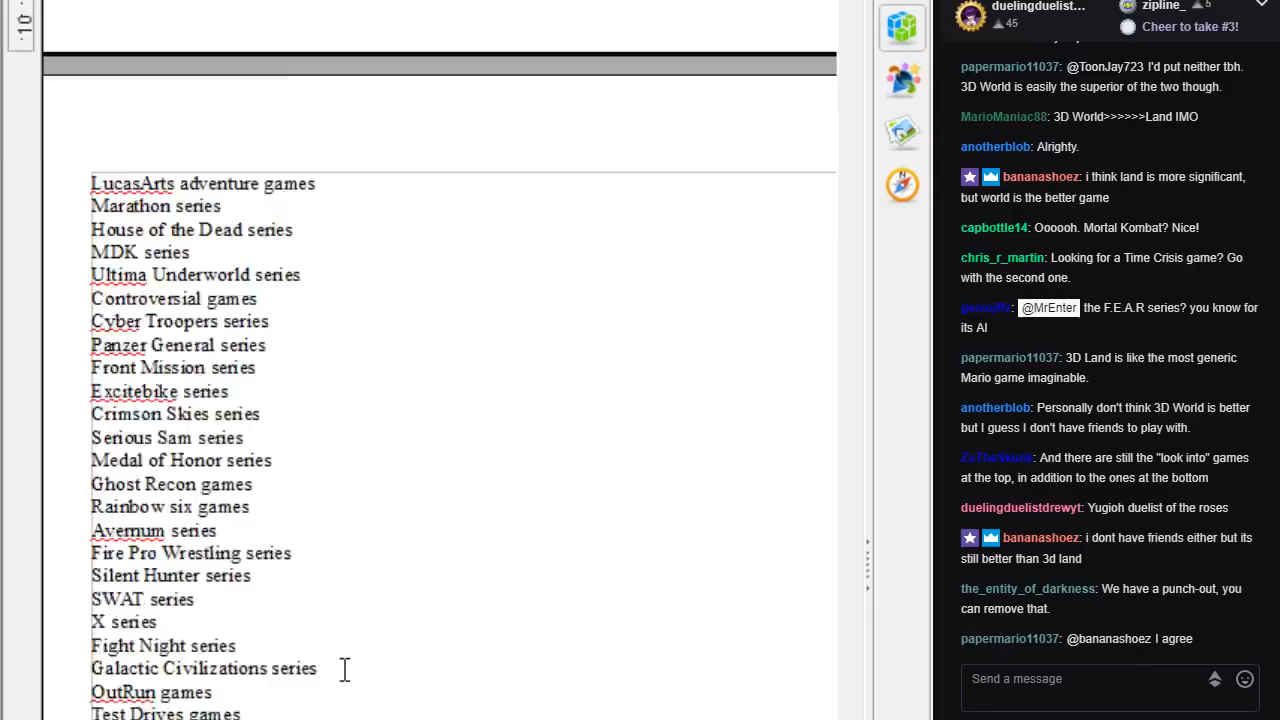 10
LucasArts adventure games
Marathon series
House of the Dead series
MDK series
Ultima Underworld series
Controversial games
Cyber Troopers series
Panzer General series
Front Mission series
Excitebike series
Crimson Skies series
Serious Sam series
Medal of Honor series
Ghost Recon games
Rainbow six games
Avernum series
Fire Pro Wrestling series
Silent Hunter series
SWAT series
X series
Fight Night series
Galactic Civilizations series
OutRun games
Test Drives games
duelingduelist...
45
zipline_ 5
Cheer to take #3!
papermario11037: @ToonJay723 I'd put neither tbh.
3D World is easily the superior of the two though.
MarioManiac88: 3D World>>>>>>Land IMO
anotherblob: Alrighty.
bananashoez: i think land is more significant,
but world is the better game
capbottle14: Oooooh. Mortal Kombat? Nice!
chris_r_martin: Looking for a Time Crisis game? Go
with the second one.
@MrEnter the F.E.A.R series? you know for
its AI
papermario11037: 3D Land is like the most generic
Mario game imaginable.
anotherblob: Personally don't think 3D World is better
but I guess I don't have friends to play with.
ZuTheSkunk: And there are still the "look into" games
at the top, in addition to the ones at the bottom
duelingduelistdrewyt: Yugioh duelist of the roses
bananashoez: i dont have friends either but its
still better than 3d land
the_entity_of_darkness: We have a punch-out, you
can remove that.
papermario11037: @bananashoez I agree
Send a message